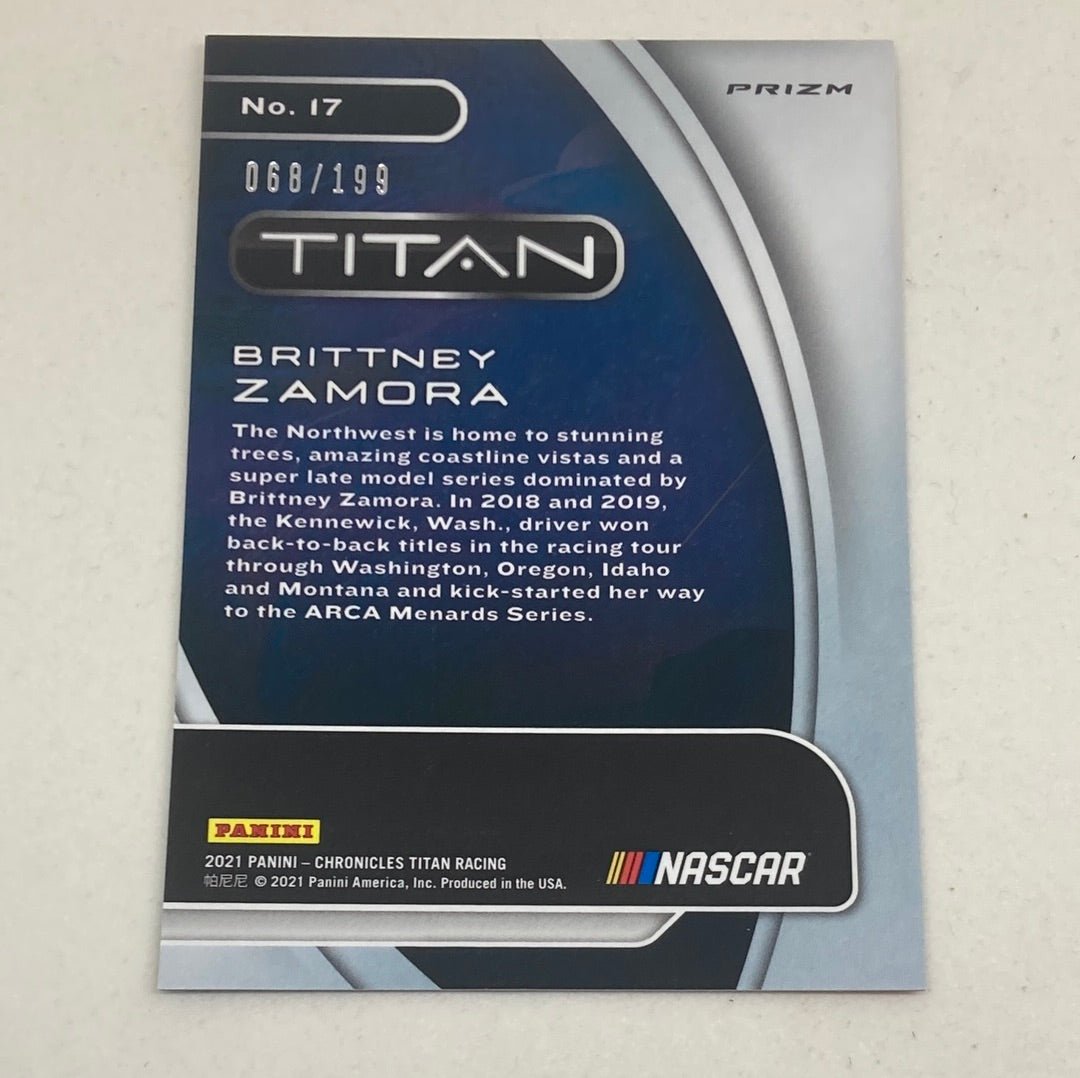 PRIZM
No. 17
068/199
TITAN
BRITTNEY
ZAMORA
The Northwest is home to stunning
trees, amazing coastline vistas and a
super late model series dominated by
Brittney Zamora. In 2018 and 2019,
the Kennewick, Wash., driver won
back-to-back titles in the racing tour
through Washington, Oregon, Idaho
and Montana and kick-started her way
to the ARCA Menards Series.
PANINI
2021 PANINI – CHRONICLES TITAN RACING
帕尼尼 © 2021 Panini America, Inc. Produced in the USA.
NASCAR